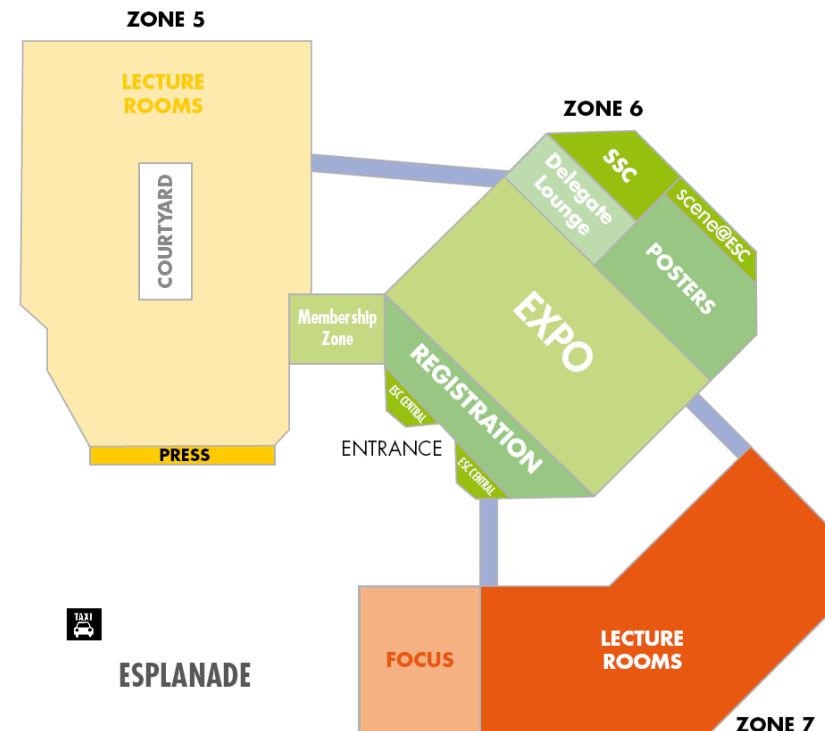 ZONE 5
LECTURE
ROOMS
COURTYARD
ZONE 6
SSC
Delegate
Lounge
scene@ESC
POSTERS
EXPO
Membership
Zone
REGISTRATION
ESC CENTRAL
ENTRANCE
ESC CENTRAL
PRESS
TAXI
ESPLANADE
FOCUS
LECTURE
ROOMS
ZONE 7